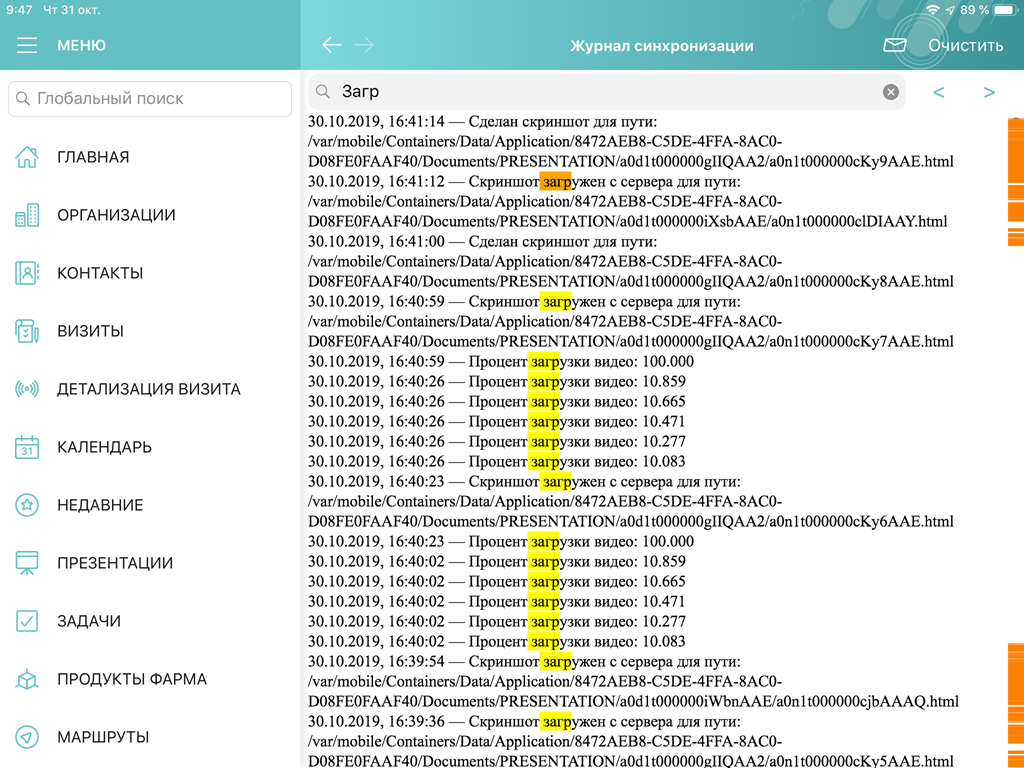 9:47 Чт 31 окт.
89 %
МЕНЮ
Журнал синхронизации
Очистить
Глобальный поиск
Загр
< >
ГЛАВНАЯ
ОРГАНИЗАЦИИ
КОНТАКТЫ
ВИЗИТЫ
ДЕТАЛИЗАЦИЯ ВИЗИТА
31
КАЛЕНДАРЬ
НЕДАВНИЕ
ПРЕЗЕНТАЦИИ
ЗАДАЧИ
ПРОДУКТЫ ФАРМА
МАРШРУТЫ
30.10.2019, 16:41:14 — Сделан скриншот для пути:
/var/mobile/Containers/Data/Application/8472AEB8-C5DE-4FFA-8AC0-
D08FE0FAAF40/Documents/PRESENTATION/a0d1t000000gIIQAA2/a0n1t000000cKy9AAE.html
30.10.2019, 16:41:12 — Скриншот загружен с сервера для пути:
/var/mobile/Containers/Data/Application/8472AEB8-C5DE-4FFA-8AC0-
D08FE0FAAF40/Documents/PRESENTATION/a0d1t000000iXsbAAE/a0n1t000000clDIAAY.html
30.10.2019, 16:41:00 — Сделан скриншот для пути:
/var/mobile/Containers/Data/Application/8472AEB8-C5DE-4FFA-8AC0-
D08FE0FAAF40/Documents/PRESENTATION/a0d1t000000gIIQAA2/a0n1t000000cKy8AAE.html
30.10.2019, 16:40:59 — Скриншот загружен с сервера для пути:
/var/mobile/Containers/Data/Application/8472AEB8-C5DE-4FFA-8AC0-
D08FE0FAAF40/Documents/PRESENTATION/a0d1t000000gIIQAA2/a0n1t000000cKy7AAE.html
30.10.2019, 16:40:59 — Процент загрузки видео: 100.000
30.10.2019, 16:40:26 — Процент загрузки видео: 10.859
30.10.2019, 16:40:26 — Процент загрузки видео: 10.665
30.10.2019, 16:40:26 — Процент загрузки видео: 10.471
30.10.2019, 16:40:26 — Процент загрузки видео: 10.277
30.10.2019, 16:40:26 — Процент загрузки видео: 10.083
30.10.2019, 16:40:23 — Скриншот загружен с сервера для пути:
/var/mobile/Containers/Data/Application/8472AEB8-C5DE-4FFA-8AC0-
D08FE0FAAF40/Documents/PRESENTATION/a0d1t000000gIIQAA2/a0n1t000000cKy6AAE.html
30.10.2019, 16:40:23 — Процент загрузки видео: 100.000
30.10.2019, 16:40:02 — Процент загрузки видео: 10.859
30.10.2019, 16:40:02 — Процент загрузки видео: 10.665
30.10.2019, 16:40:02 — Процент загрузки видео: 10.471
30.10.2019, 16:40:02 — Процент загрузки видео: 10.277
30.10.2019, 16:40:02 — Процент загрузки видео: 10.083
30.10.2019, 16:39:54 — Скриншот загружен с сервера для пути:
/var/mobile/Containers/Data/Application/8472AEB8-C5DE-4FFA-8AC0-
D08FE0FAAF40/Documents/PRESENTATION/a0d1t000000iWbnAAE/a0n1t000000cjbAAAQ.html
30.10.2019, 16:39:36 — Скриншот загружен с сервера для пути:
/var/mobile/Containers/Data/Application/8472AEB8-C5DE-4FFA-8AC0-
D08FE0FAAF40/Documents/PRESENTATION/a0d1t000000gIIQAA2/a0n1t000000cKy5AAE.html